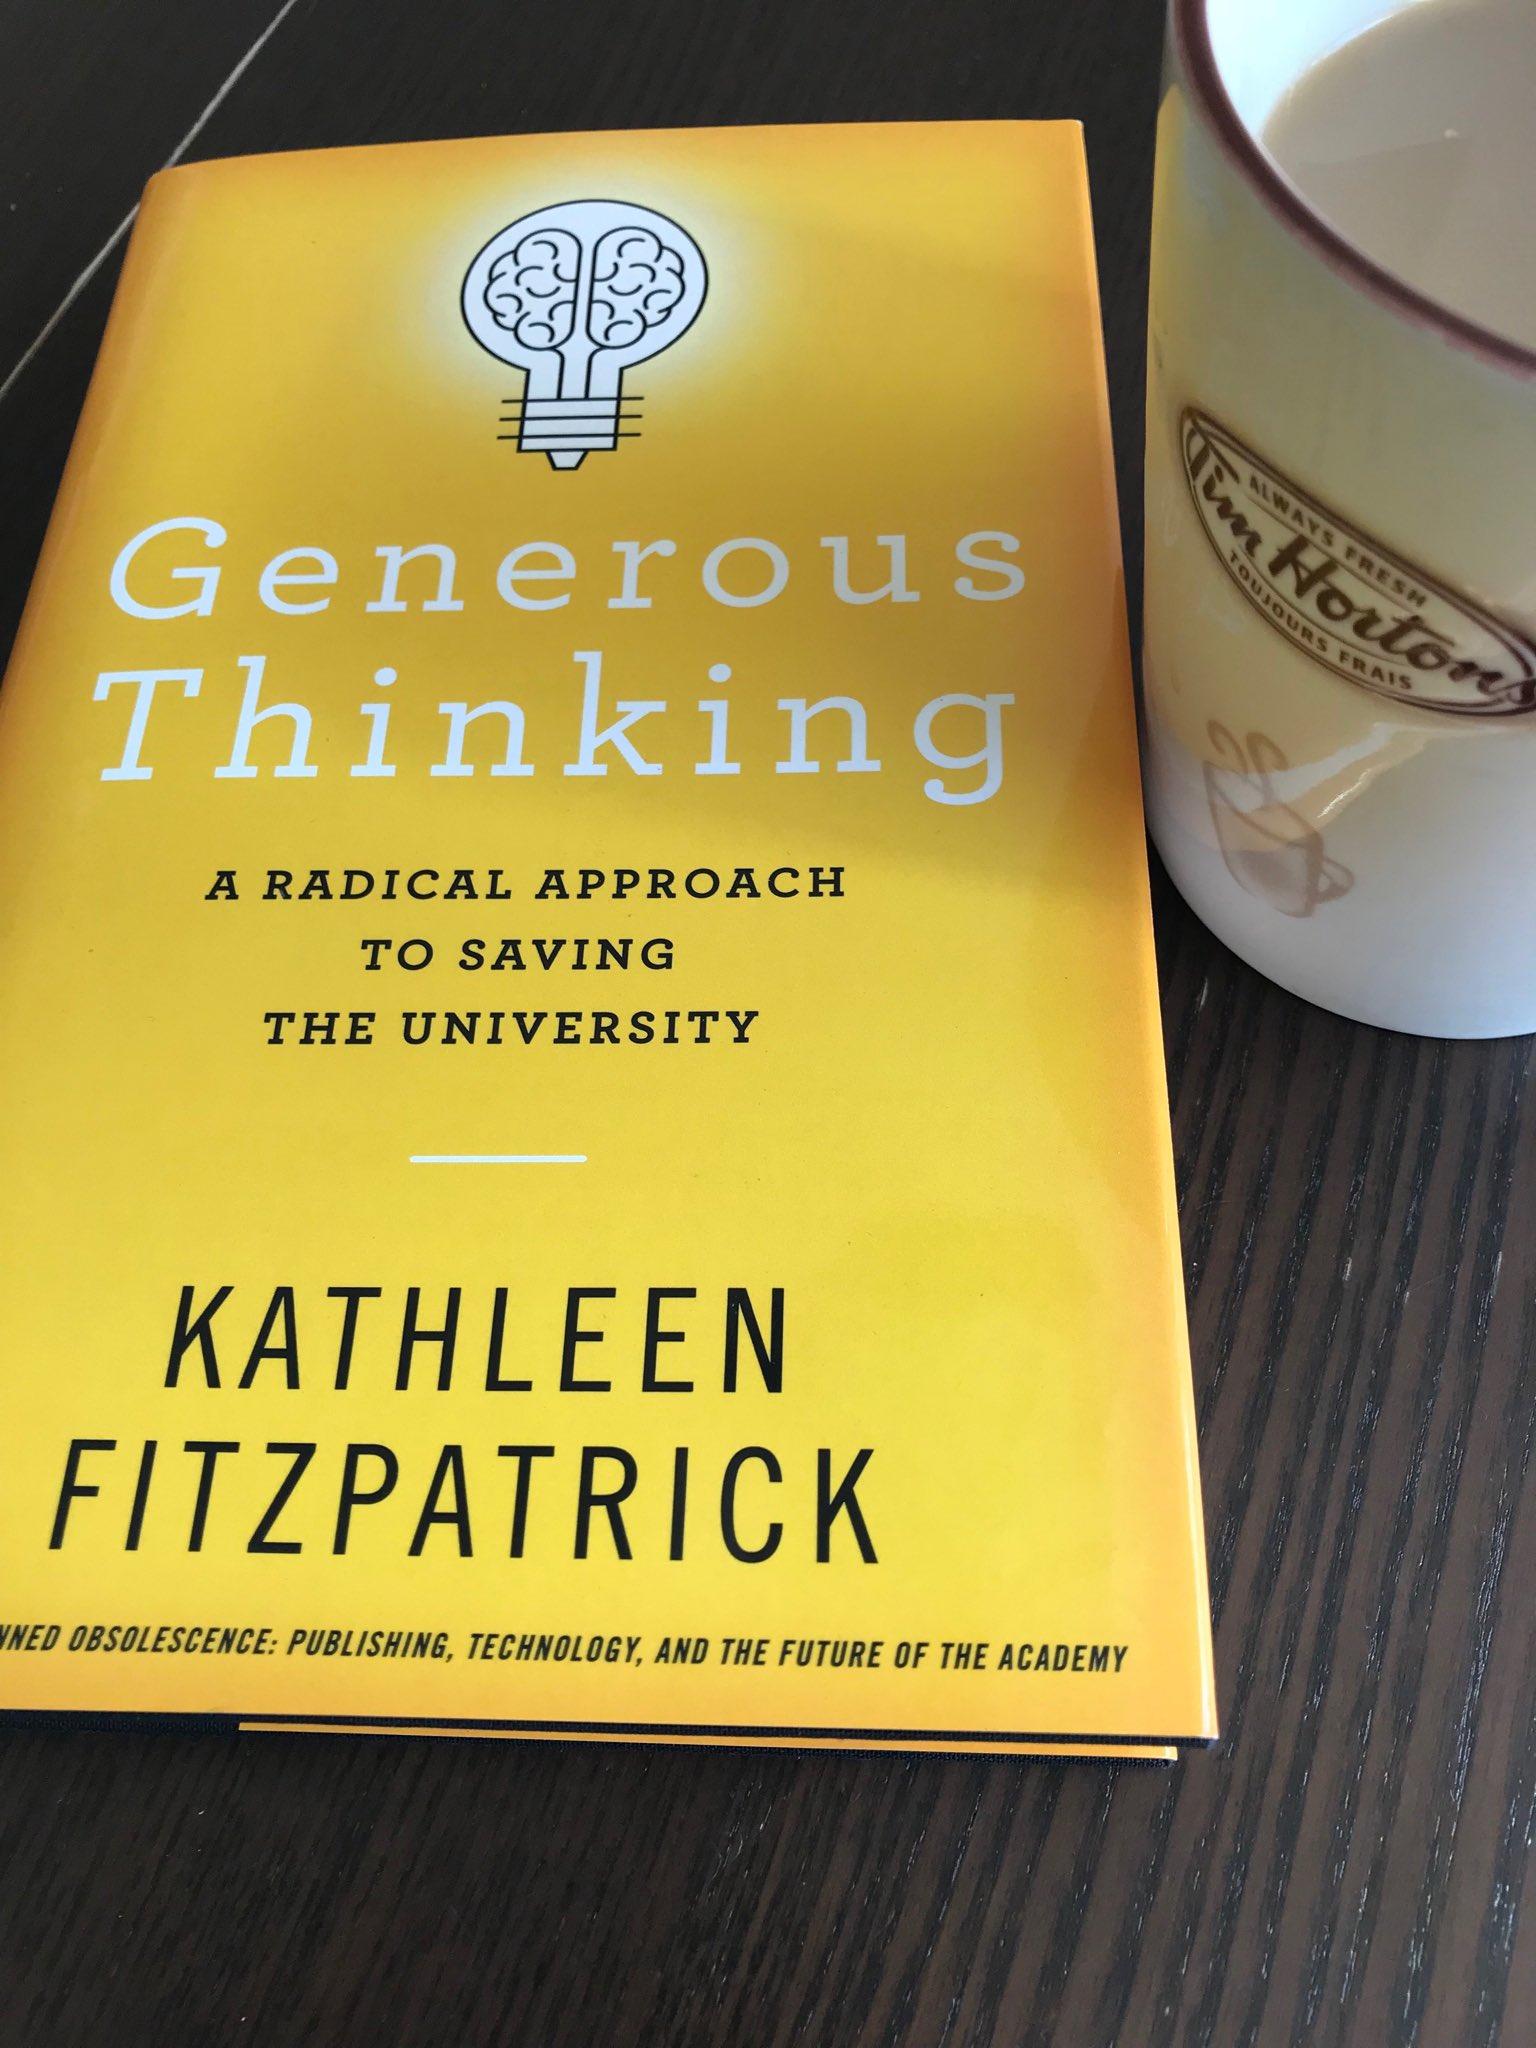 Generous
Thinking
A RADICAL APPROACH
TO SAVING
THE UNIVERSITY
KATHLEEN
FITZPATRICK
OBSOLESCENCE: PUBLISHING, TECHNOLOGY, AND THE FUTURE OF THE ACADEMY
ALWAYS FRESH
Tim Hortons
TOUJOURS FRAIS